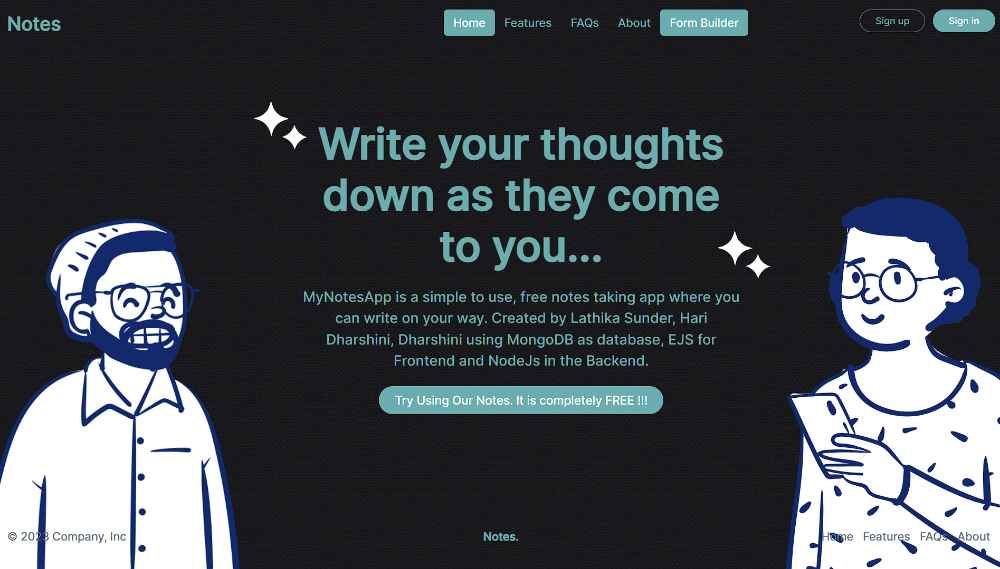 Notes
Home Features FAQs About Form Builder
Sign up Sign in
Write your thoughts
down as they come
to you...
MyNotesApp is a simple to use, free notes taking app where you
can write on your way. Created by Lathika Sunder, Hari
Dharshini, Dharshini using MongoDB as database, EJS for
Frontend and NodeJs in the Backend.
Try Using Our Notes. It is completely FREE !!!
© 2023 Company, Inc
Notes.
Home Features FAQs About